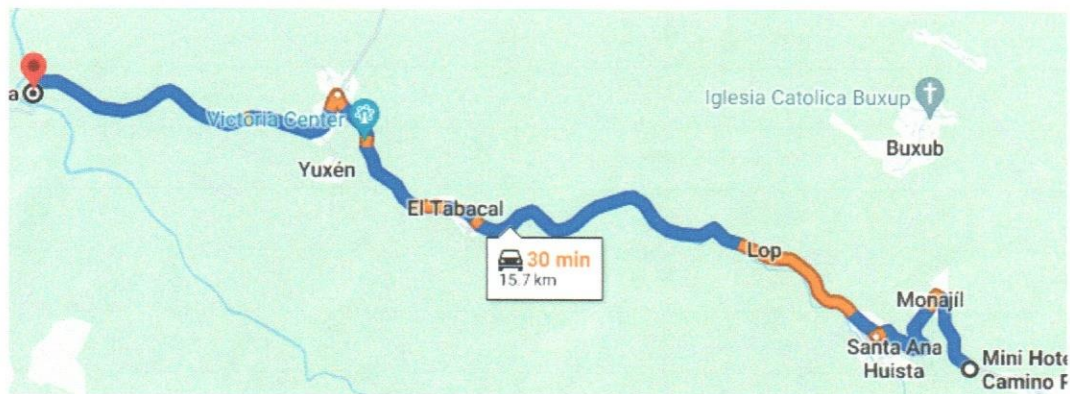 a
Victoria Center
Yuxén
El Tabacal
30 min
15.7 km
Lop
Iglesia Catolica Buxup
Buxub
Monajíl
Santa Ana
Huista
Mini Hote
Camino F